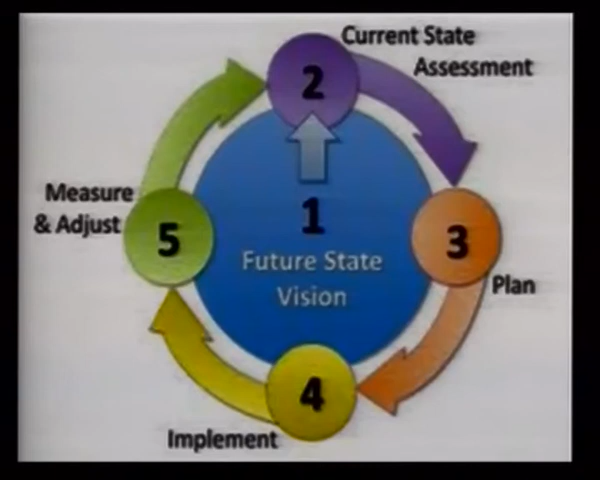 Current State
Assessment
2
1
Future State
Vision
3
Plan
4
Implement
5
Measure
& Adjust